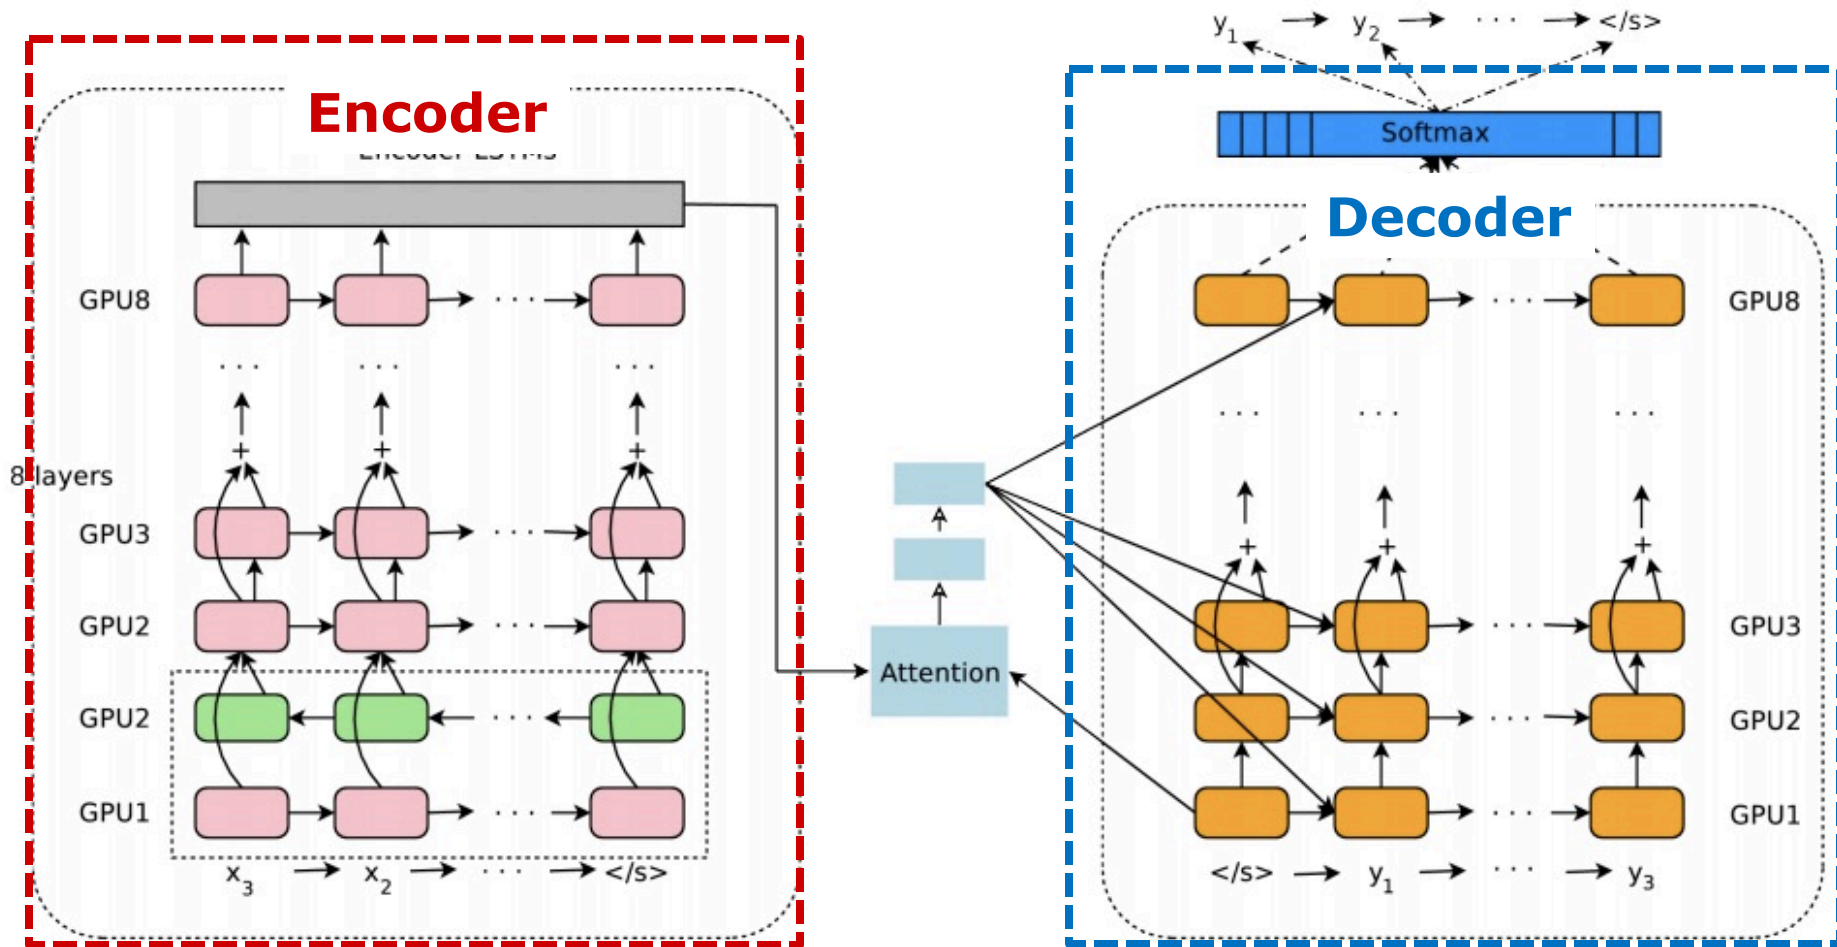 Encoder
GPU8
. . . . . . . . .
+ + +
8 layers
GPU3
GPU2
GPU2
GPU1
x3 → x2 → · · · → </s>
Attention
y1 → y2 → · · · → </s>
Softmax
Decoder
GPU8
. . . . . . . . .
+ + +
GPU3
GPU2
GPU1
</s> → y1 → · · · → y3